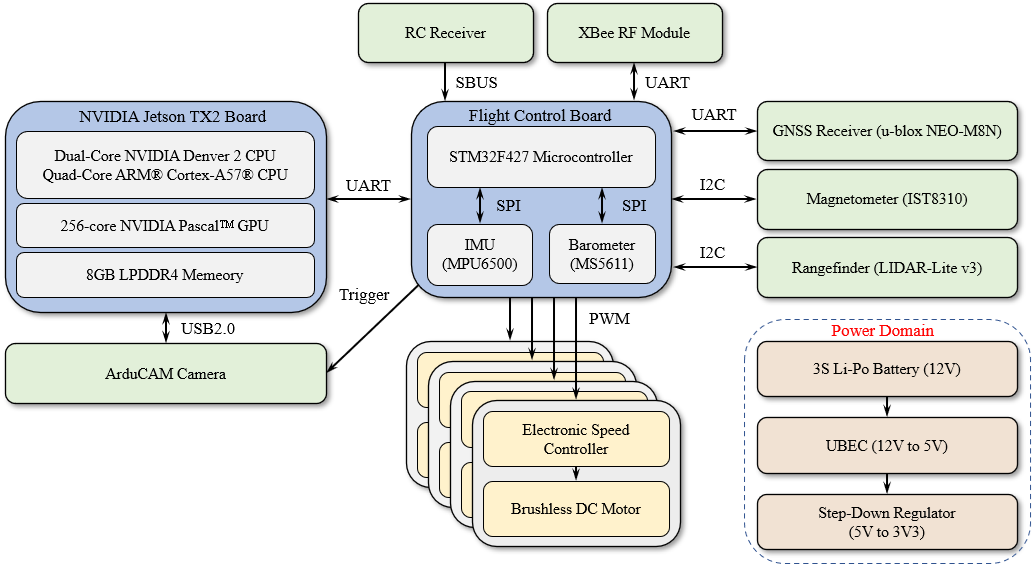 RC Receiver
XBee RF Module
SBUS
UART
NVIDIA Jetson TX2 Board
Dual-Core NVIDIA Denver 2 CPU
Quad-Core ARM® Cortex-A57® CPU
256-core NVIDIA Pascal™ GPU
8GB LPDDR4 Memeory
UART
Flight Control Board
STM32F427 Microcontroller
SPI
SPI
IMU
(MPU6500)
Barometer
(MS5611)
UART
GNSS Receiver (u-blox NEO-M8N)
I2C
Magnetometer (IST8310)
I2C
Rangefinder (LIDAR-Lite v3)
USB2.0
Trigger
ArduCAM Camera
PWM
Electronic Speed
Controller
Brushless DC Motor
Power Domain
3S Li-Po Battery (12V)
UBEC (12V to 5V)
Step-Down Regulator
(5V to 3V3)